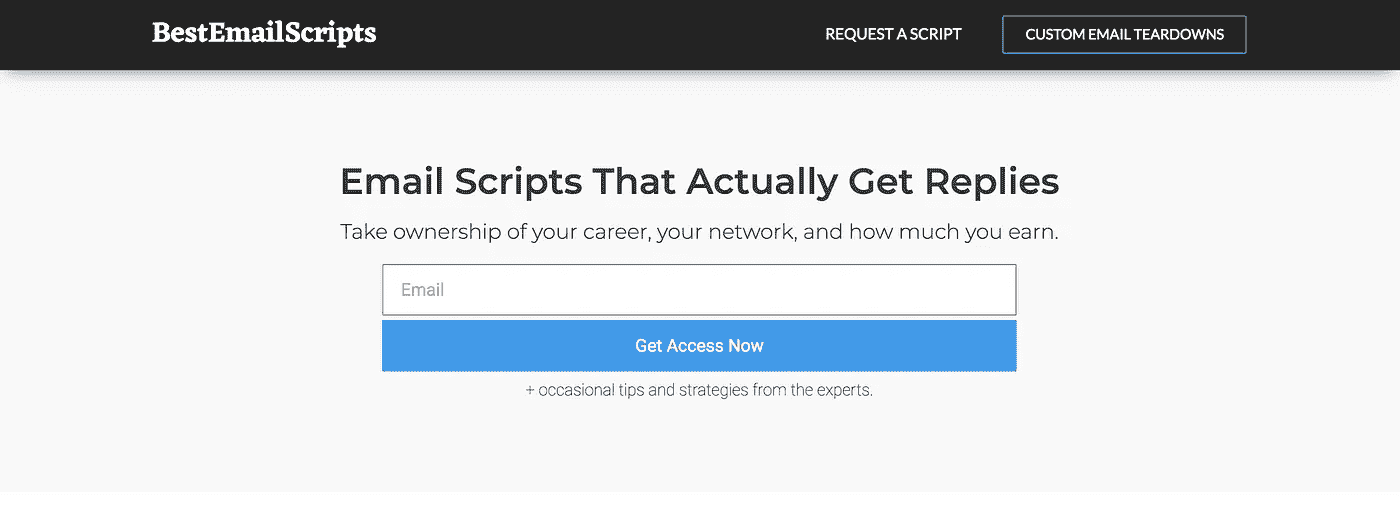 BestEmailScripts
REQUEST A SCRIPT
CUSTOM EMAIL TEARDOWNS
Email Scripts That Actually Get Replies
Take ownership of your career, your network, and how much you earn.
Email
Get Access Now
+ occasional tips and strategies from the experts.